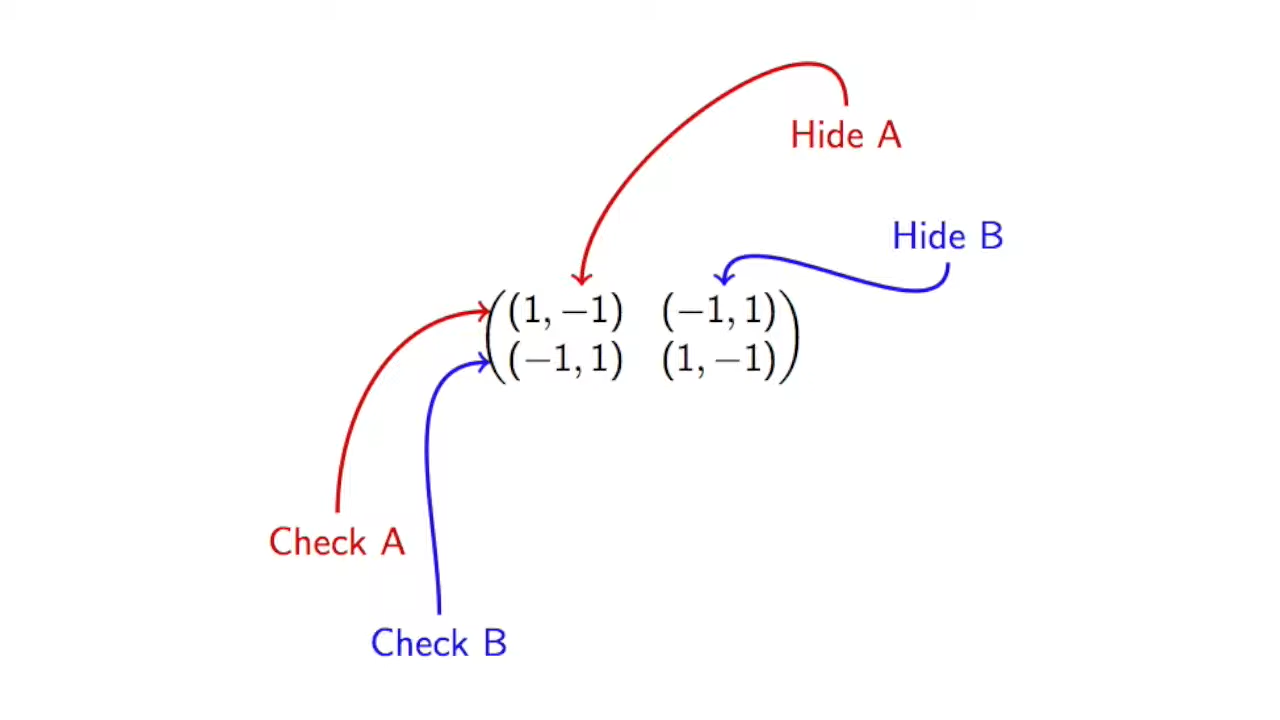 Hide A
Hide B
(1, −1) (−1, 1)
(−1, 1) (1, −1)
Check A
Check B